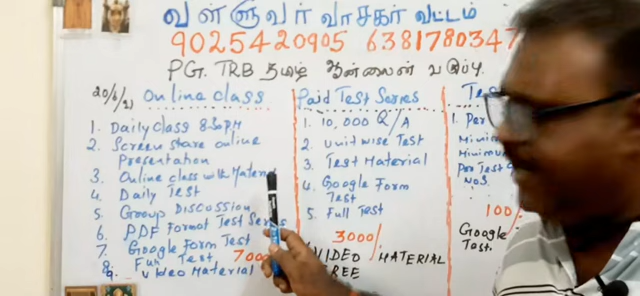 வள்ளுவர் வாசகர் வட்டம்
9025420905 6381780347
PG. TRB தமிழ் ஆன்லைன் வகுப்பு.
20/6/21 Online class
1. Daily Class 8.30PM
2. Screen share online
Presentation
3. Online class with Material
4. Daily Test
5. Group Discussion
6. PDF Format Test Series
7. Google Form Test
8. Full Test 7000
9. Video Material
Paid Test Series
1. 10,000 Q/A
2. Unit wise Test
3. Test Material
4. Google Form
Test
5. Full Test
3000/
VIDEO MATERIAL
FREE
1. Per
Per Test
NOS.
100/
Google
Test.